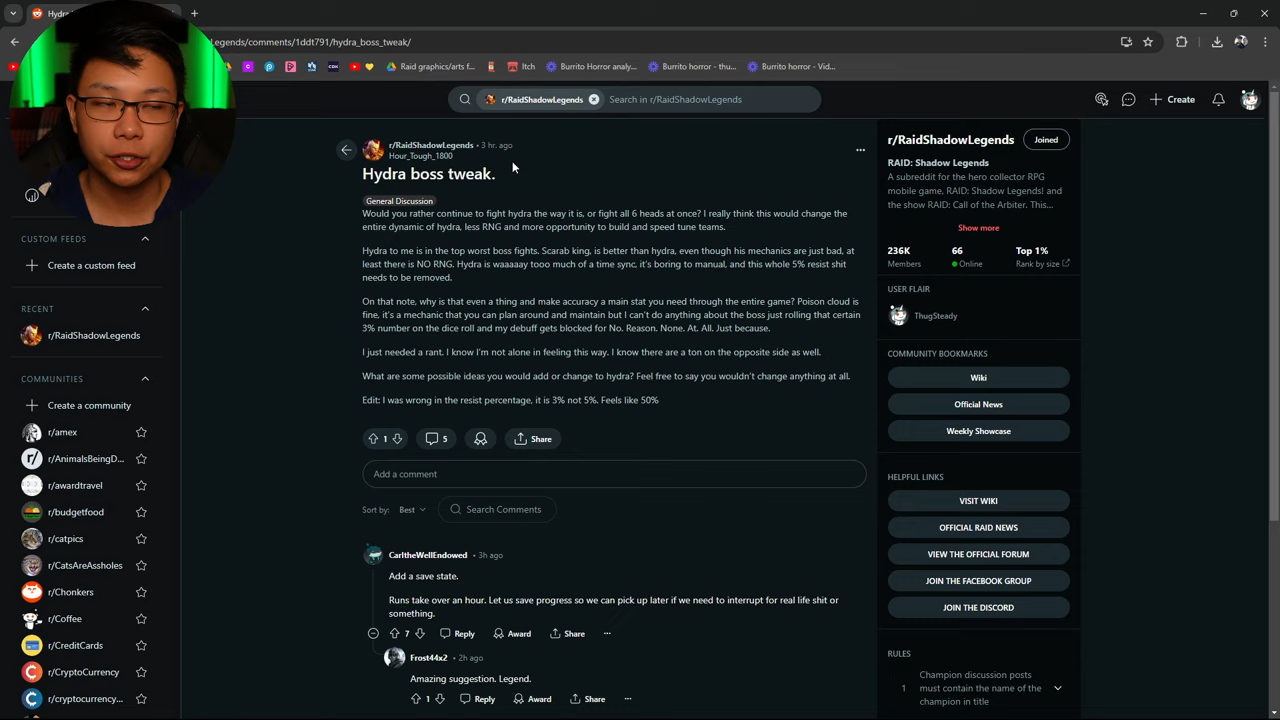 Hydra
Legends/comments/1ddt791/hydra_boss_tweak/
Raid graphics/arts f...
Itch
Burrito Horror analy...
Burrito horror - thu...
Burrito horror - Vid...
r/RaidShadowLegends
Search in r/RaidShadowLegends
Create
r/RaidShadowLegends • 3 hr. ago
Hour_Tough_1800
Hydra boss tweak.
General Discussion
Would you rather continue to fight hydra the way it is, or fight all 6 heads at once? I really think this would change the
entire dynamic of hydra, less RNG and more opportunity to build and speed tune teams.
Hydra to me is in the top worst boss fights. Scarab king, is better than hydra, even though his mechanics are just bad, at
least there is NO RNG. Hydra is waaaaay tooo much of a time sync, it's boring to manual, and this whole 5% resist shit
needs to be removed.
On that note, why is that even a thing and make accuracy a main stat you need through the entire game? Poison cloud is
fine, it's a mechanic that you can plan around and maintain but I can't do anything about the boss just rolling that certain
3% number on the dice roll and my debuff gets blocked for No. Reason. None. At. All. Just because.
I just needed a rant. I know I'm not alone in feeling this way. I know there are a ton on the opposite side as well.
What are some possible ideas you would add or change to hydra? Feel free to say you wouldn't change anything at all.
Edit: I was wrong in the resist percentage, it is 3% not 5%. Feels like 50%
1
5
Share
Add a comment
Sort by: Best
Search Comments
CarltheWellEndowed • 3h ago
Add a save state.
Runs take over an hour. Let us save progress so we can pick up later if we need to interrupt for real life shit or
something.
7
Reply
Award
Share
Frost44x2 • 2h ago
Amazing suggestion. Legend.
1
Reply
Award
Share
CUSTOM FEEDS
Create a custom feed
RECENT
r/RaidShadowLegends
COMMUNITIES
Create a community
r/amex
r/AnimalsBeingD...
r/awardtravel
r/budgetfood
r/catpics
r/CatsAreAssholes
r/Chonkers
r/Coffee
r/CreditCards
r/CryptoCurrency
r/cryptocurrency...
r/RaidShadowLegends
Joined
RAID: Shadow Legends
A subreddit for the hero collector RPG
mobile game, RAID: Shadow Legends! and
the show RAID: Call of the Arbiter. This...
Show more
236K
66
Top 1%
Members
Online
Rank by size
USER FLAIR
ThugSteady
COMMUNITY BOOKMARKS
Wiki
Official News
Weekly Showcase
HELPFUL LINKS
VISIT WIKI
OFFICIAL RAID NEWS
VIEW THE OFFICIAL FORUM
JOIN THE FACEBOOK GROUP
JOIN THE DISCORD
RULES
1
Champion discussion posts
must contain the name of the
champion in title